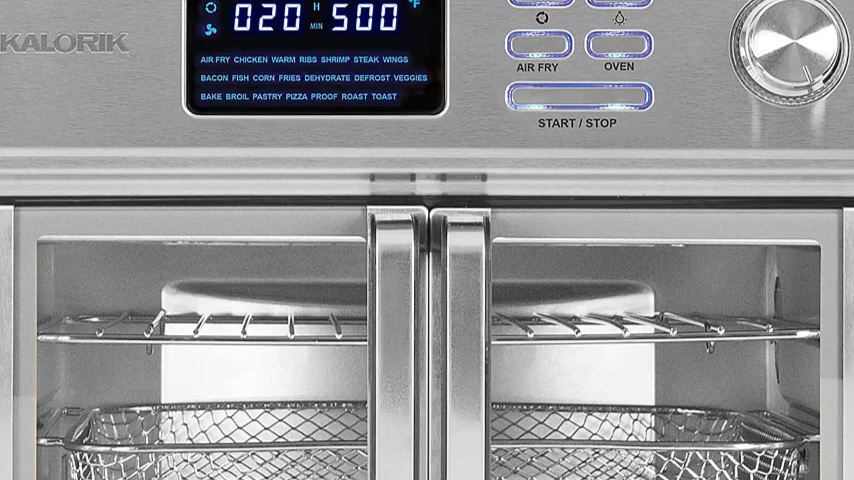 KALORIK
020 H MIN 500 °F
AIR FRY CHICKEN WARM RIBS SHRIMP STEAK WINGS
BACON FISH CORN FRIES DEHYDRATE DEFROST VEGGIES
BAKE BROIL PASTRY PIZZA PROOF ROAST TOAST
AIR FRY
OVEN
START / STOP